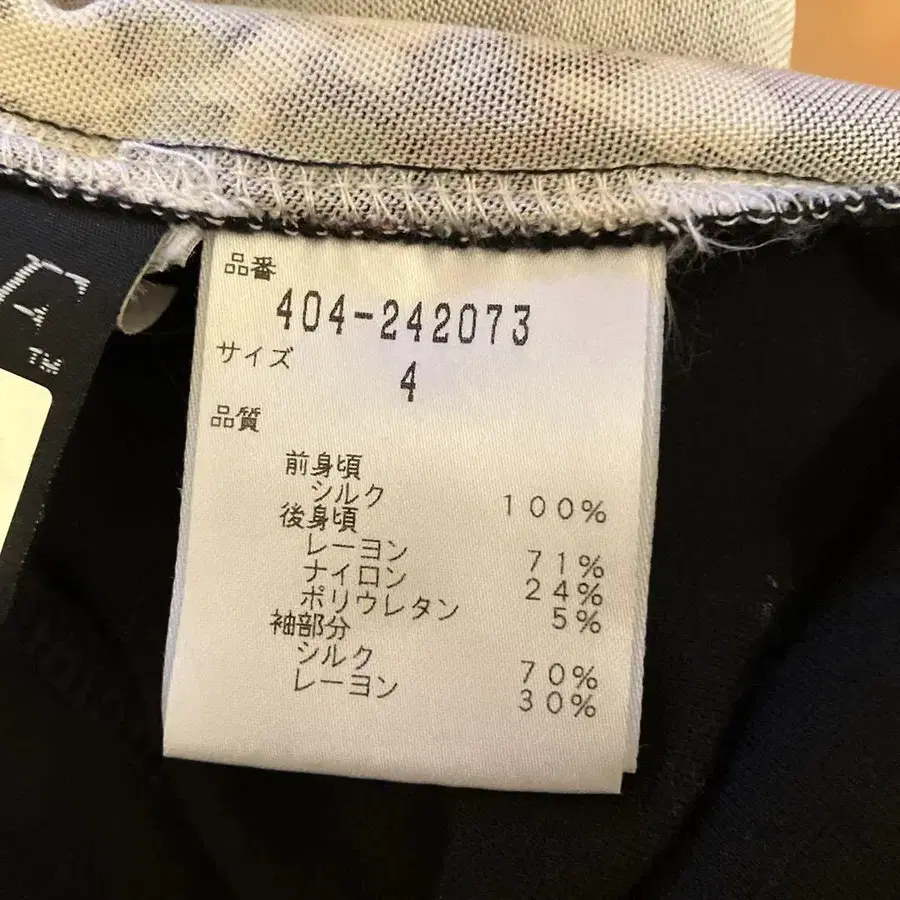 品番
404-242073
サイズ
4
品質
前身頃
シルク 100%
後身頃
レーヨン 71%
ナイロン 24%
ポリウレタン 5%
袖部分
シルク 70%
レーヨン 30%
TM